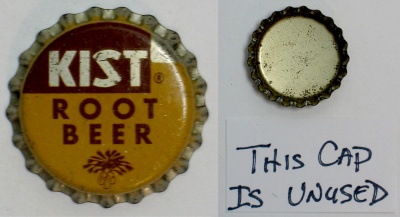 KIST®
ROOT
BEER
THIS CAP
IS UNUSED